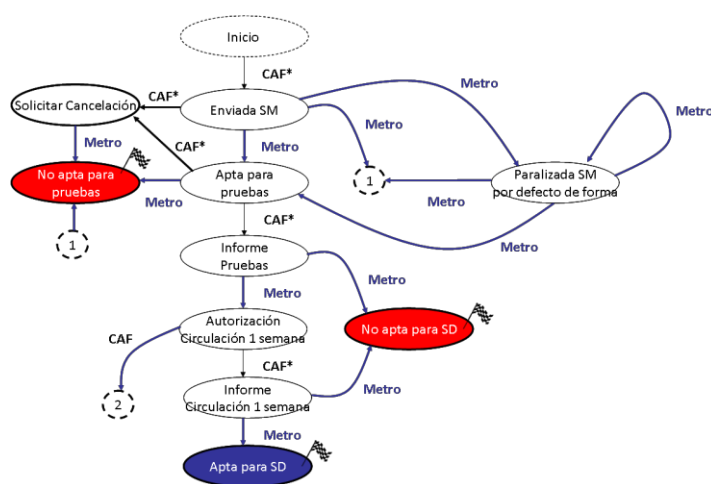 Inicio
CAF*
Metro
CAF*
Metro
Solicitar Cancelación
Enviada SM
Metro
CAF*
Metro
Metro
No apta para
pruebas
Apta para
pruebas
1
Paralizada SM
por defecto de forma
Metro
Metro
1
CAF*
Metro
Informe
Pruebas
Metro
Metro
CAF
Autorización
Circulación 1 semana
No apta para SD
CAF*
2
Informe
Circulación 1 semana
Metro
Metro
Apta para SD